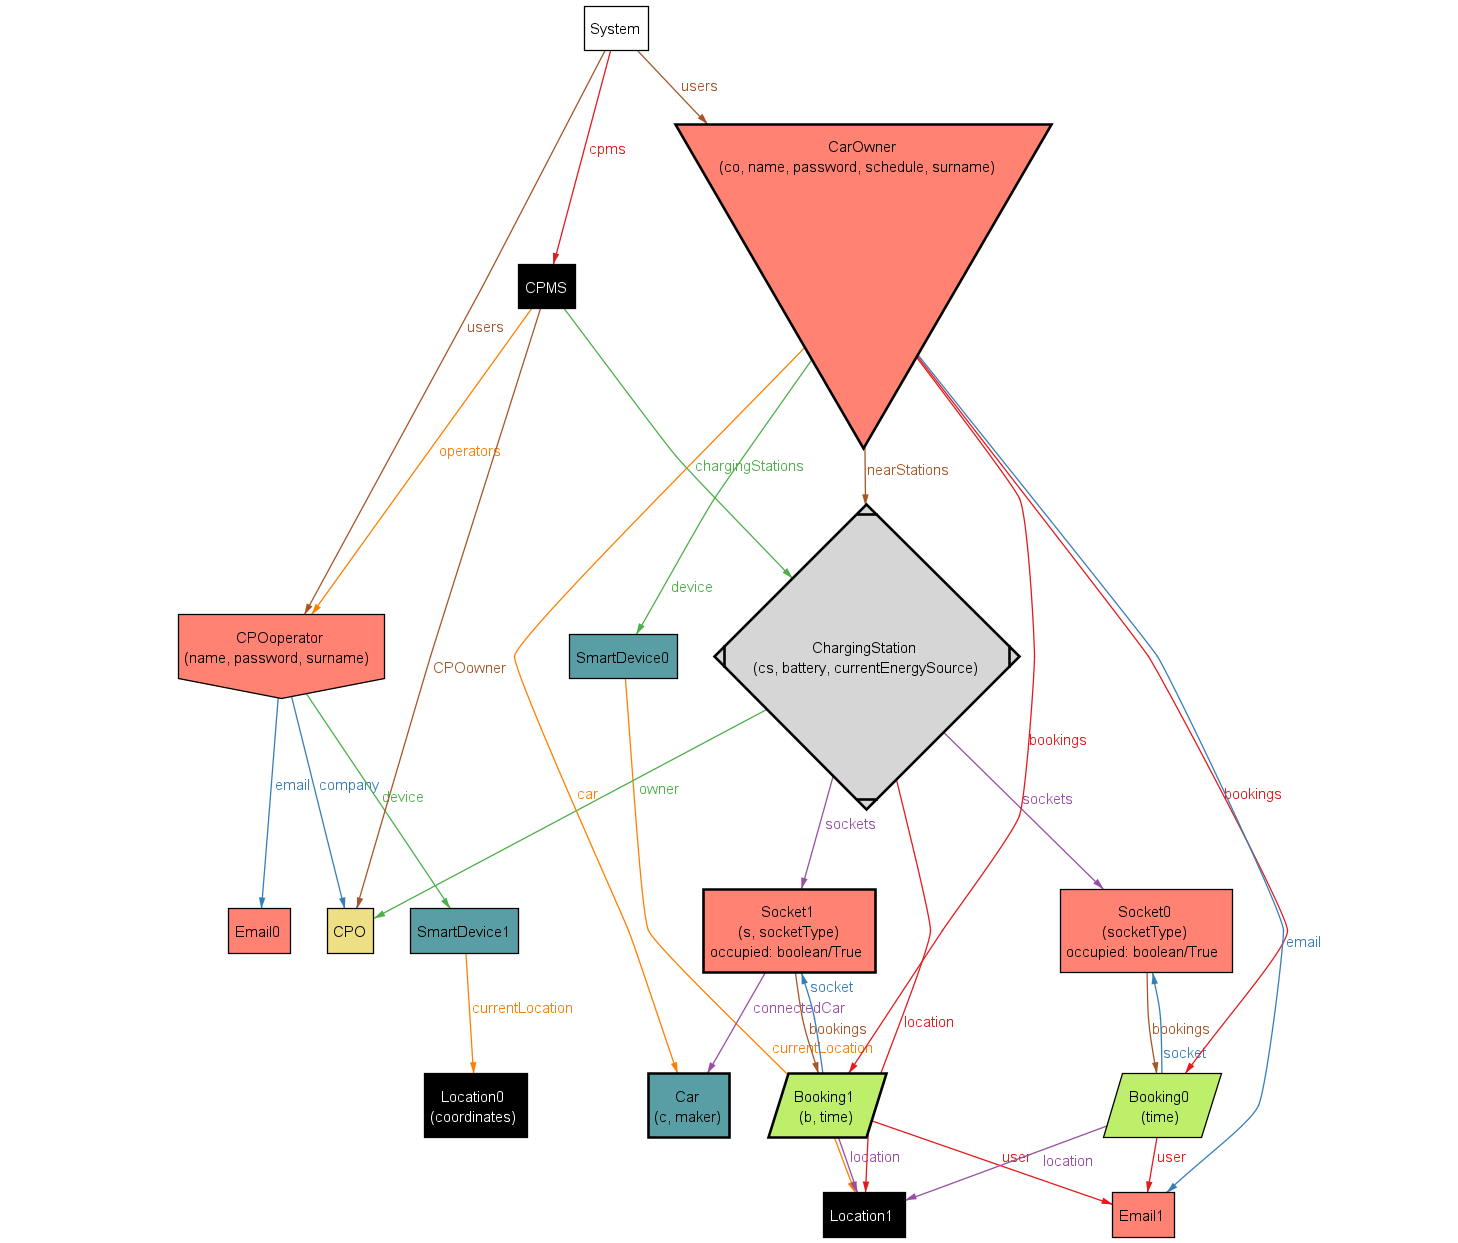 System
users
CarOwner
(co, name, password, schedule, surname)
cpms
CPMS
users
operators
chargingStations
nearStations
device
CPOoperator
(name, password, surname)
CPOowner
SmartDevice0
ChargingStation
(cs, battery, currentEnergySource)
bookings
email
company
device
car
owner
sockets
sockets
bookings
Email0
CPO
SmartDevice1
Socket1
(s, socketType)
occupied: boolean/True
Socket0
(socketType)
occupied: boolean/True
email
currentLocation
socket
connectedCar
bookings
currentLocation
location
bookings
socket
Location0
(coordinates)
Car
(c, maker)
Booking1
(b, time)
Booking0
(time)
location
user
location
user
Location1
Email1